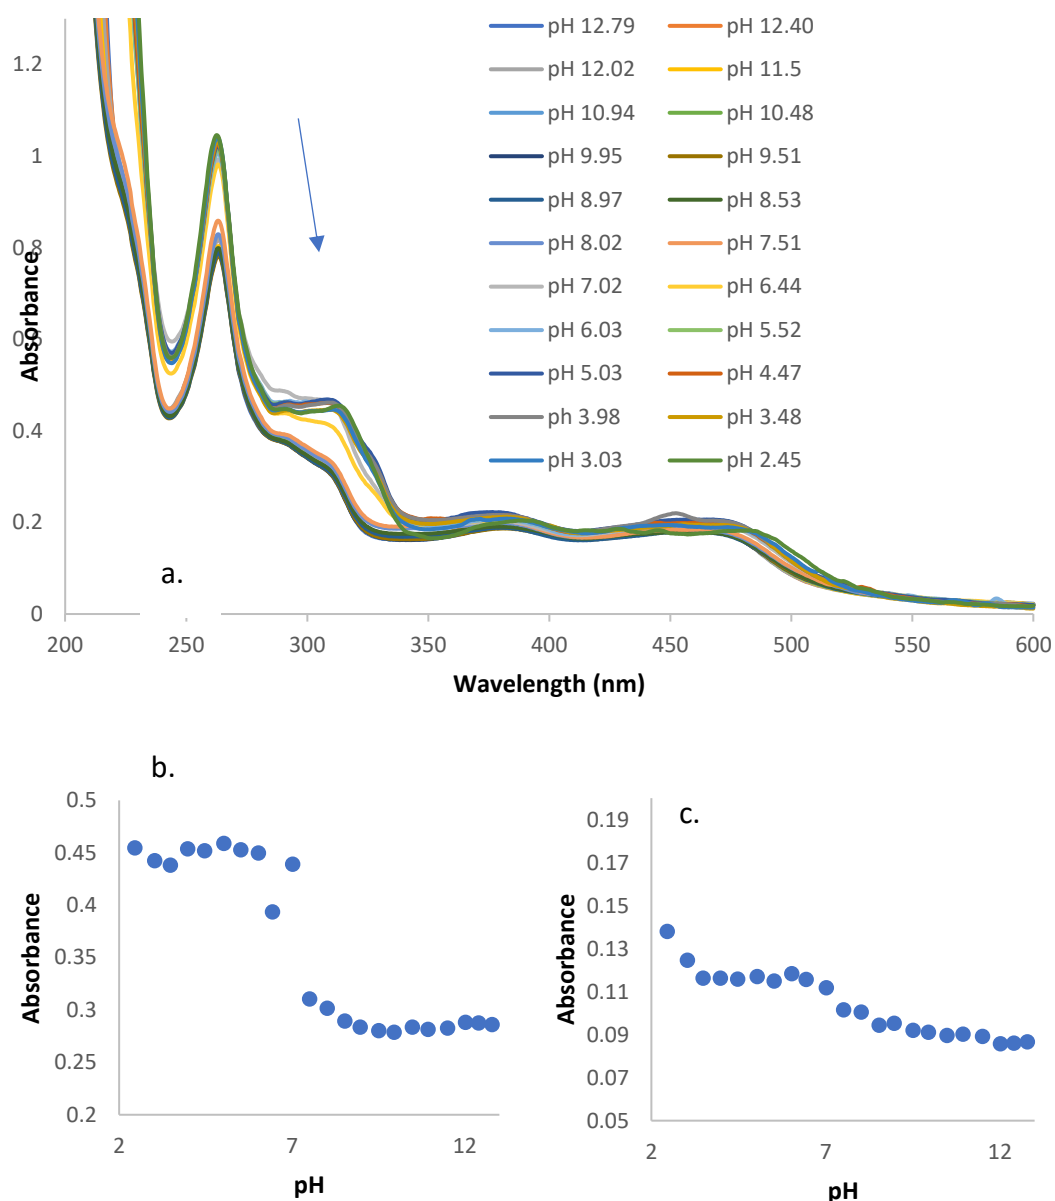 pH 12.79 pH 12.40
1.2
pH 12.02 pH 11.5
pH 10.94 pH 10.48
1
pH 9.95 pH 9.51
pH 8.97 pH 8.53
0.8
pH 8.02 pH 7.51
Absorbance
pH 7.02 pH 6.44
0.6
pH 6.03 pH 5.52
pH 5.03 pH 4.47
0.4
ph 3.98 pH 3.48
pH 3.03 pH 2.45
0.2
a.
0
200 250 300 350 400 450 500 550 600
Wavelength (nm)
b.
0.5
0.45
0.4
0.35
0.3
0.25
0.2
Absorbance
2 7 12
pH
c.
0.19
0.17
0.15
0.13
0.11
0.09
0.07
0.05
Absorbance
2 7 12
pH